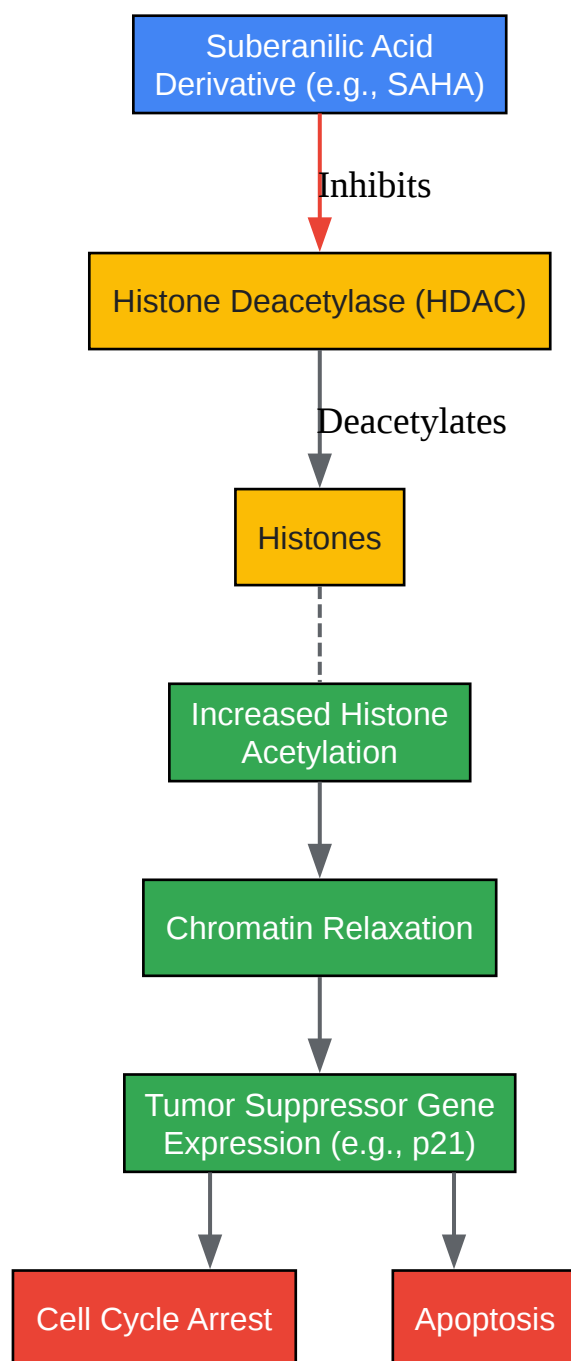 Suberanilic Acid
Derivative (e.g., SAHA)
Inhibits
Histone Deacetylase (HDAC)
Deacetylates
Histones
Increased Histone
Acetylation
Chromatin Relaxation
Tumor Suppressor Gene
Expression (e.g., p21)
Cell Cycle Arrest
Apoptosis